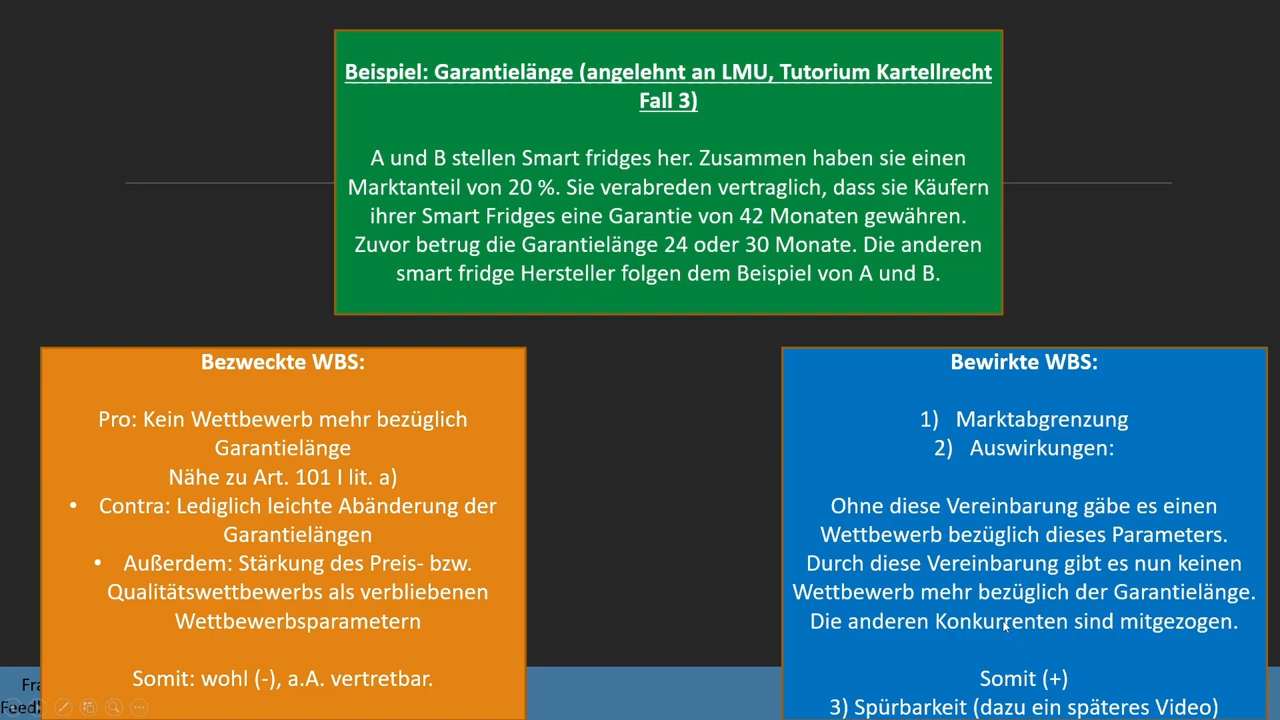 Beispiel: Garantielänge (angelehnt an LMU, Tutorium Kartellrecht
Fall 3)
A und B stellen Smart fridges her. Zusammen haben sie einen
Marktanteil von 20 %. Sie verabreden vertraglich, dass sie Käufern
ihrer Smart Fridges eine Garantie von 42 Monaten gewähren.
Zuvor betrug die Garantielänge 24 oder 30 Monate. Die anderen
smart fridge Hersteller folgen dem Beispiel von A und B.
Bezweckte WBS:
Pro: Kein Wettbewerb mehr bezüglich
Garantielänge
Nähe zu Art. 101 I lit. a)
• Contra: Lediglich leichte Abänderung der
Garantielängen
• Außerdem: Stärkung des Preis- bzw.
Qualitätswettbewerbs als verbliebenen
Wettbewerbsparametern
Somit: wohl (-), a.A. vertretbar.
Bewirkte WBS:
1) Marktabgrenzung
2) Auswirkungen:
Ohne diese Vereinbarung gäbe es einen
Wettbewerb bezüglich dieses Parameters.
Durch diese Vereinbarung gibt es nun keinen
Wettbewerb mehr bezüglich der Garantielänge.
Die anderen Konkurrenten sind mitgezogen.
Somit (+)
3) Spürbarkeit (dazu ein späteres Video)